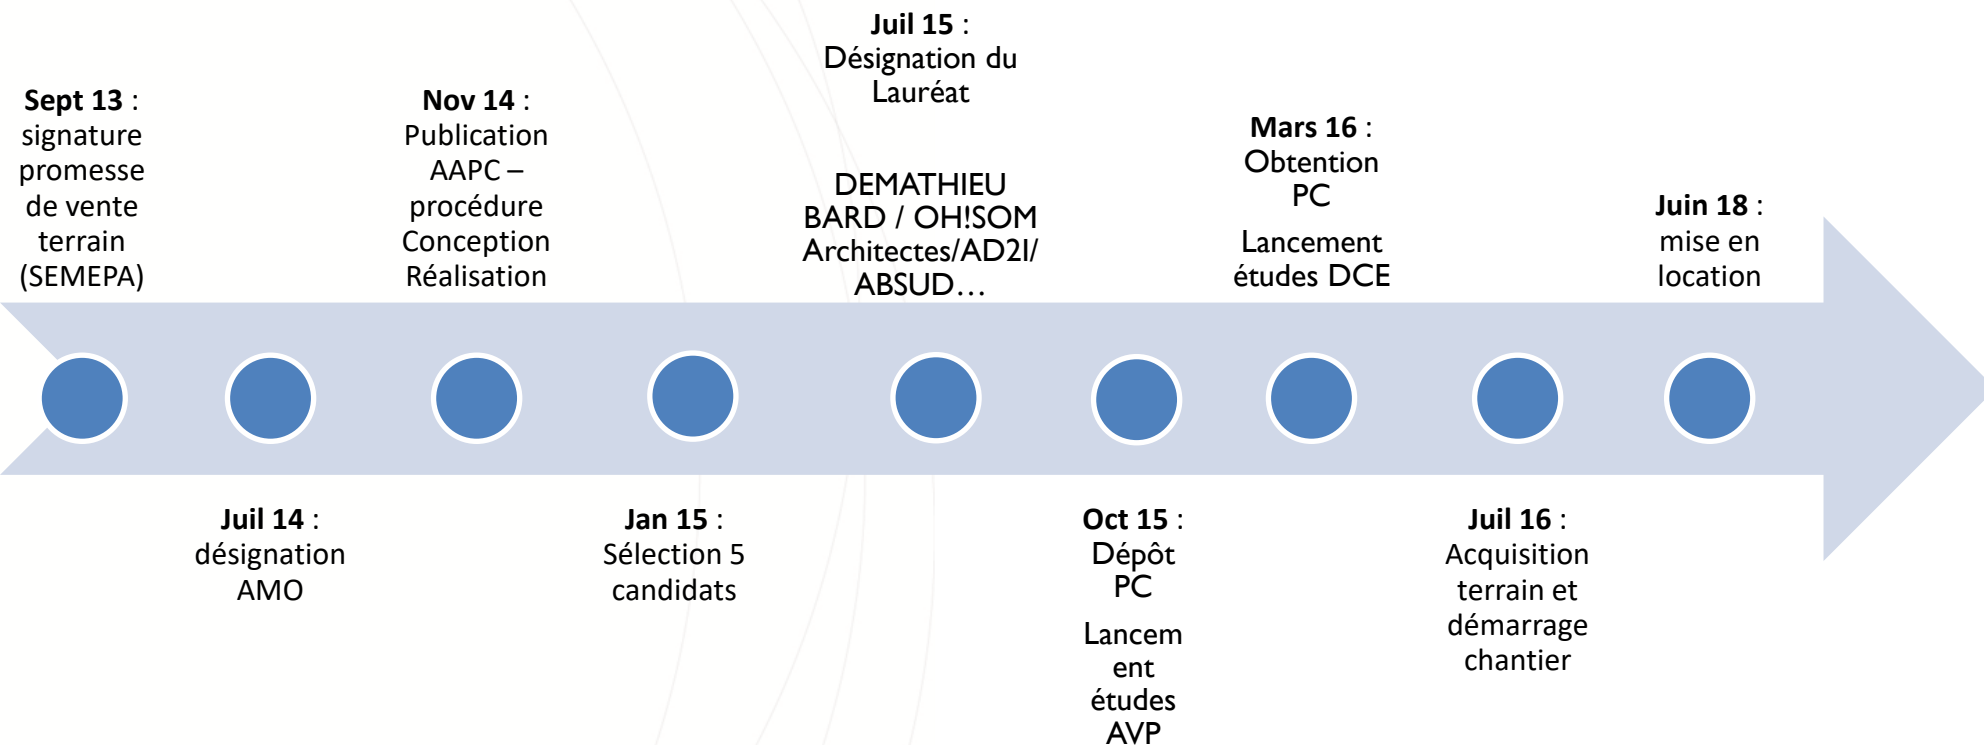 Sept 13 :
signature
promesse
de vente
terrain
(SEMEPA)
Juil 14 :
désignation
AMO
Nov 14 :
Publication
AAPC –
procédure
Conception
Réalisation
Jan 15 :
Sélection 5
candidats
Juil 15 :
Désignation du
Lauréat
DEMATHIEU
BARD / OH!SOM
Architectes/AD2I/
ABSUD…
Oct 15 :
Dépôt
PC
Lancem
ent
études
AVP
Mars 16 :
Obtention
PC
Lancement
études DCE
Juil 16 :
Acquisition
terrain et
démarrage
chantier
Juin 18 :
mise en
location